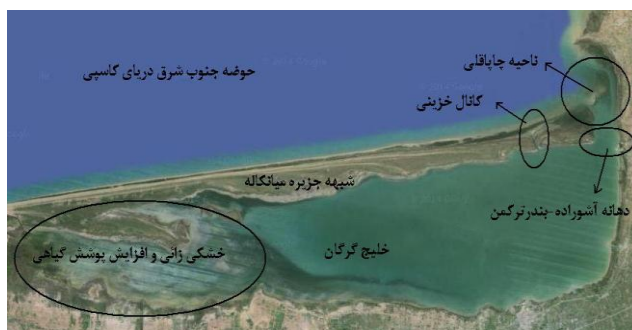 حوضه جنوب شرق دریای کاسپی
ناحیه چاپاقلی
کانال خزینی
شبهه جزیره میانکاله
دهانه آشوراده-بندرترکمن
خلیج گرگان
خشکی زائی و افزایش پوشش گیاهی